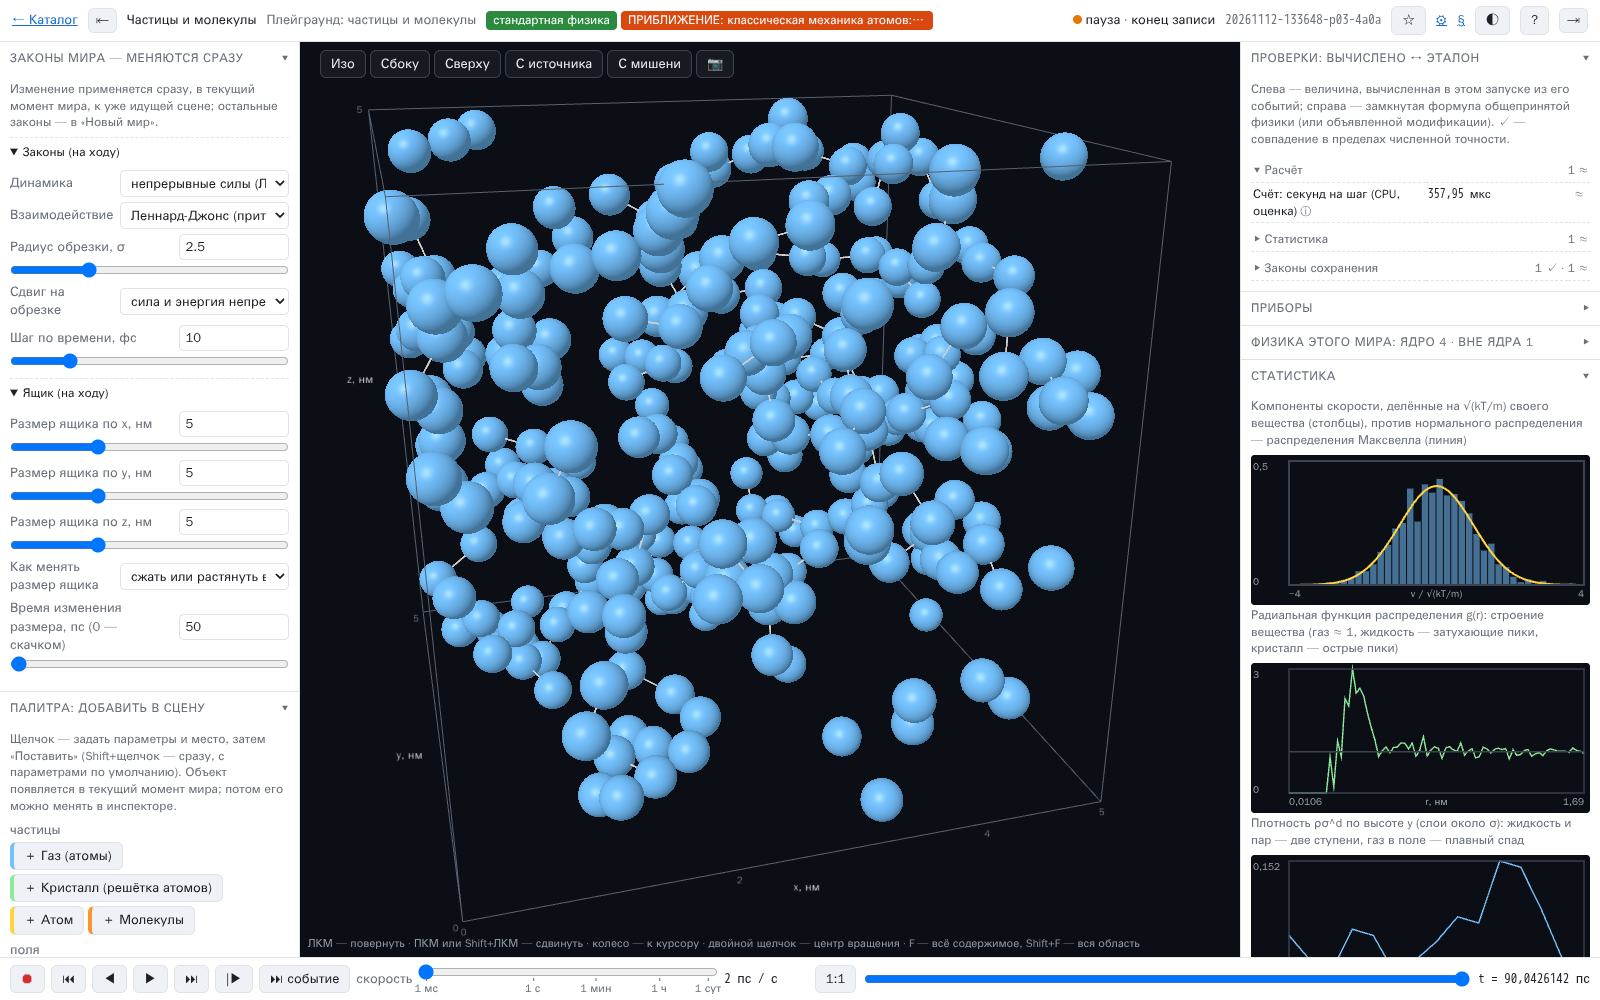 ← Каталог
⇤
Частицы и молекулы
Плейграунд: частицы и молекулы
стандартная физика
ПРИБЛИЖЕНИЕ: классическая механика атомов:…
пауза · конец записи
20261112-133648-p03-4a0a
☆
⚙
§
?
⇥
ЗАКОНЫ МИРА — МЕНЯЮТСЯ СРАЗУ
Изменение применяется сразу, в текущий
момент мира, к уже идущей сцене; остальные
законы — в «Новый мир».
Законы (на ходу)
Динамика
непрерывные силы (Л
Взаимодействие
Леннард-Джонс (прит
Радиус обрезки, σ
2.5
Сдвиг на
обрезке
сила и энергия непре
Шаг по времени, фс
10
Ящик (на ходу)
Размер ящика по x, нм
5
Размер ящика по y, нм
5
Размер ящика по z, нм
5
Как менять
размер ящика
сжать или растянуть в
Время изменения
размера, пс (0 —
скачком)
50
ПАЛИТРА: ДОБАВИТЬ В СЦЕНУ
Щелчок — задать параметры и место, затем
«Поставить» (Shift+щелчок — сразу, с
параметрами по умолчанию). Объект
появляется в текущий момент мира; потом его
можно менять в инспекторе.
частицы
+ Газ (атомы)
+ Кристалл (решётка атомов)
+ Атом
+ Молекулы
поля
Изо
Сбоку
Сверху
С источника
С мишени
5
z, нм
5
y, нм
0
0
2
x, нм
4
5
ЛКМ — повернуть · ПКМ или Shift+ЛКМ — сдвинуть · колесо — к курсору · двойной щелчок — центр вращения · F — всё содержимое, Shift+F — вся область
ПРОВЕРКИ: ВЫЧИСЛЕНО ↔ ЭТАЛОН
Слева — величина, вычисленная в этом запуске из его
событий; справа — замкнутая формула общепринятой
физики (или объявленной модификации). ✓ —
совпадение в пределах численной точности.
Расчёт
1 ≈
Счёт: секунд на шаг (CPU,
оценка) ⓘ
357,95 мкс
≈
Статистика
1 ≈
Законы сохранения
1 ✓ · 1 ≈
ПРИБОРЫ
ФИЗИКА ЭТОГО МИРА: ЯДРО 4 · ВНЕ ЯДРА 1
СТАТИСТИКА
Компоненты скорости, делённые на √(kT/m) своего
вещества (столбцы), против нормального распределения
— распределения Максвелла (линия)
0,5
0
−4
v / √(kT/m)
4
Радиальная функция распределения g(r): строение
вещества (газ ≈ 1, жидкость — затухающие пики,
кристалл — острые пики)
3
0
0,0106
r, нм
1,69
Плотность ρσ^d по высоте y (слои около σ): жидкость и
пар — две ступени, газ в поле — плавный спад
0,152
событие
скорость
1 мс
1 с
1 мин
1 ч
1 сут
2 пс / с
1:1
t = 90,0426142 пс